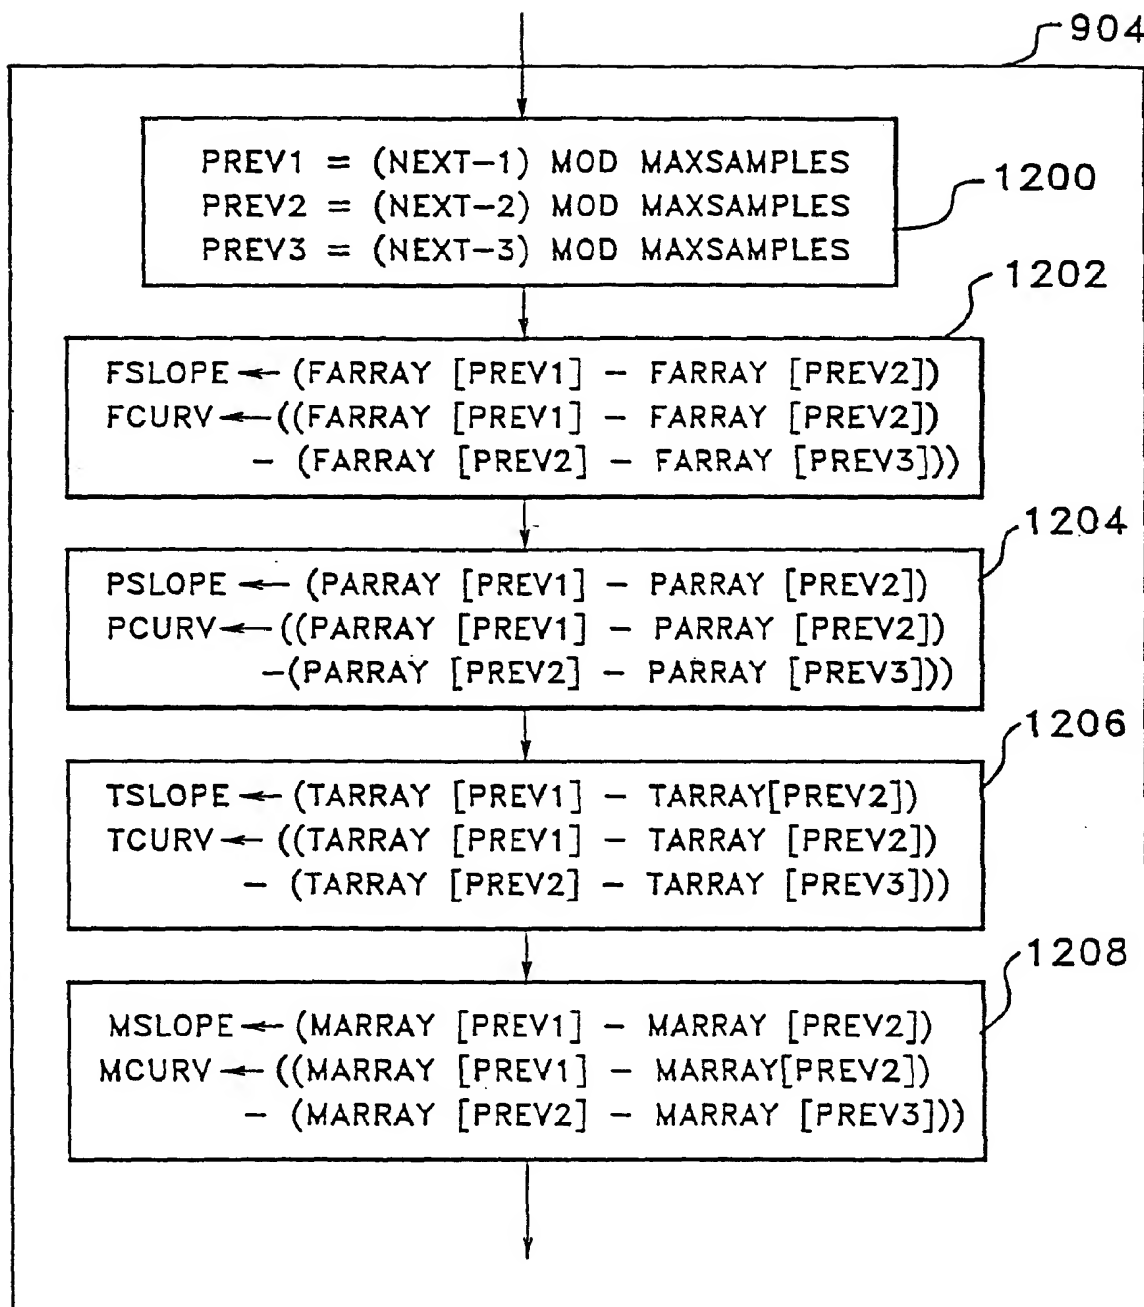 904
PREV1 = (NEXT-1) MOD MAXSAMPLES
PREV2 = (NEXT-2) MOD MAXSAMPLES
PREV3 = (NEXT-3) MOD MAXSAMPLES
1200
1202
FSLOPE ← (FARRAY [PREV1] - FARRAY [PREV2])
FCURV ← ((FARRAY [PREV1] - FARRAY [PREV2])
- (FARRAY [PREV2] - FARRAY [PREV3]))
1204
PSLOPE ← (PARRAY [PREV1] - PARRAY [PREV2])
PCURV ← ((PARRAY [PREV1] - PARRAY [PREV2])
-(PARRAY [PREV2] - PARRAY [PREV3]))
1206
TSLOPE ← (TARRAY [PREV1] - TARRAY[PREV2])
TCURV ← ((TARRAY [PREV1] - TARRAY [PREV2])
- (TARRAY [PREV2] - TARRAY [PREV3]))
1208
MSLOPE ← (MARRAY [PREV1] - MARRAY [PREV2])
MCURV ← ((MARRAY [PREV1] - MARRAY[PREV2])
- (MARRAY [PREV2] - MARRAY [PREV3]))